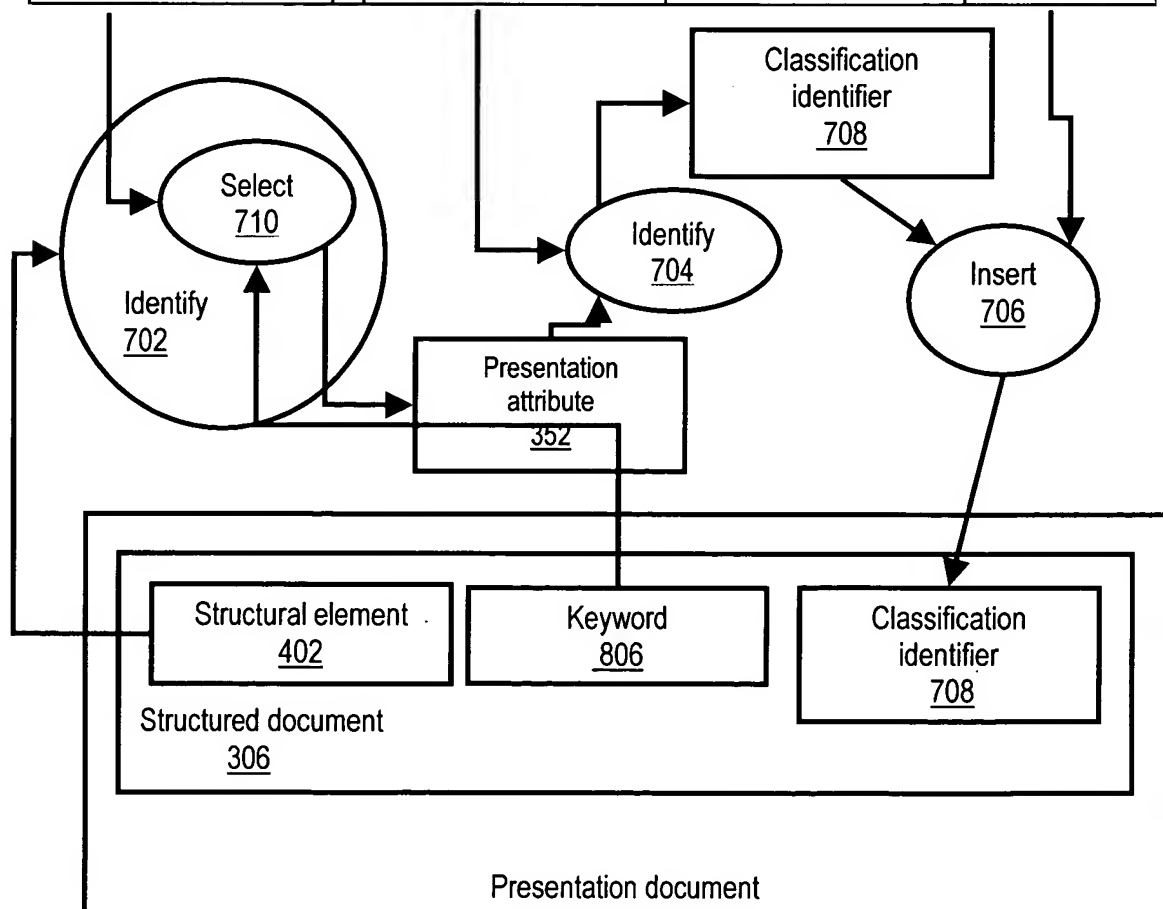 Classification
identifier
708
Select
710
Identify
704
Identify
702
Insert
706
Presentation
attribute
352
Structural element
402
Keyword
806
Classification
identifier
708
Structured document
306
Presentation document